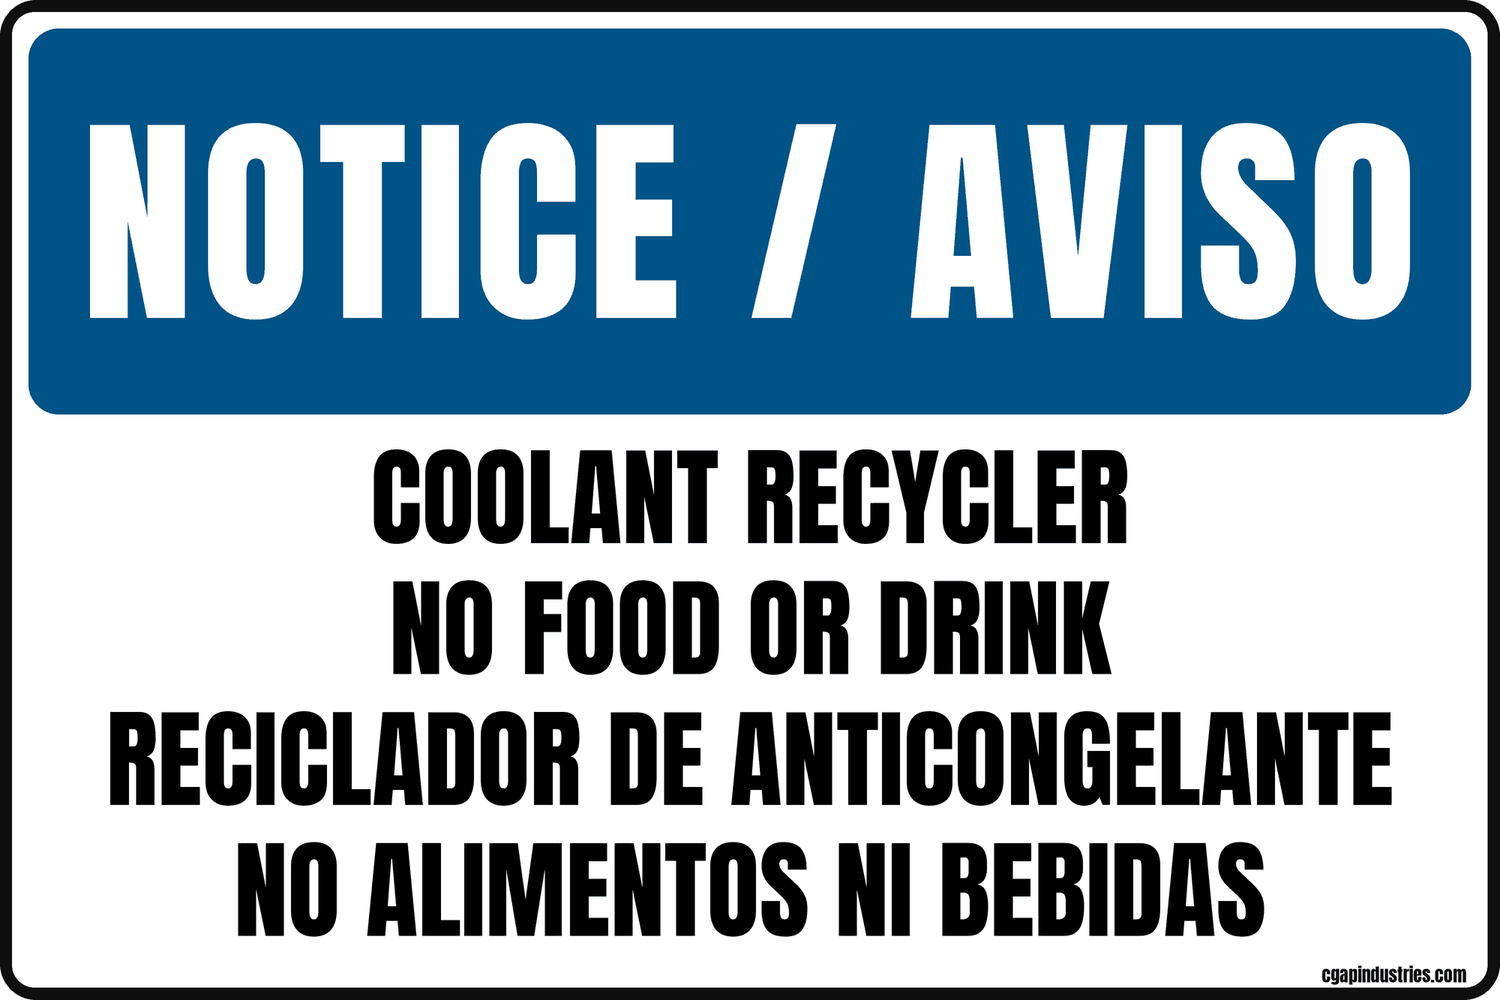 NOTICE / AVISO
COOLANT RECYCLER
NO FOOD OR DRINK
RECICLADOR DE ANTICONGELANTE
NO ALIMENTOS NI BEBIDAS
cgapindustries.com